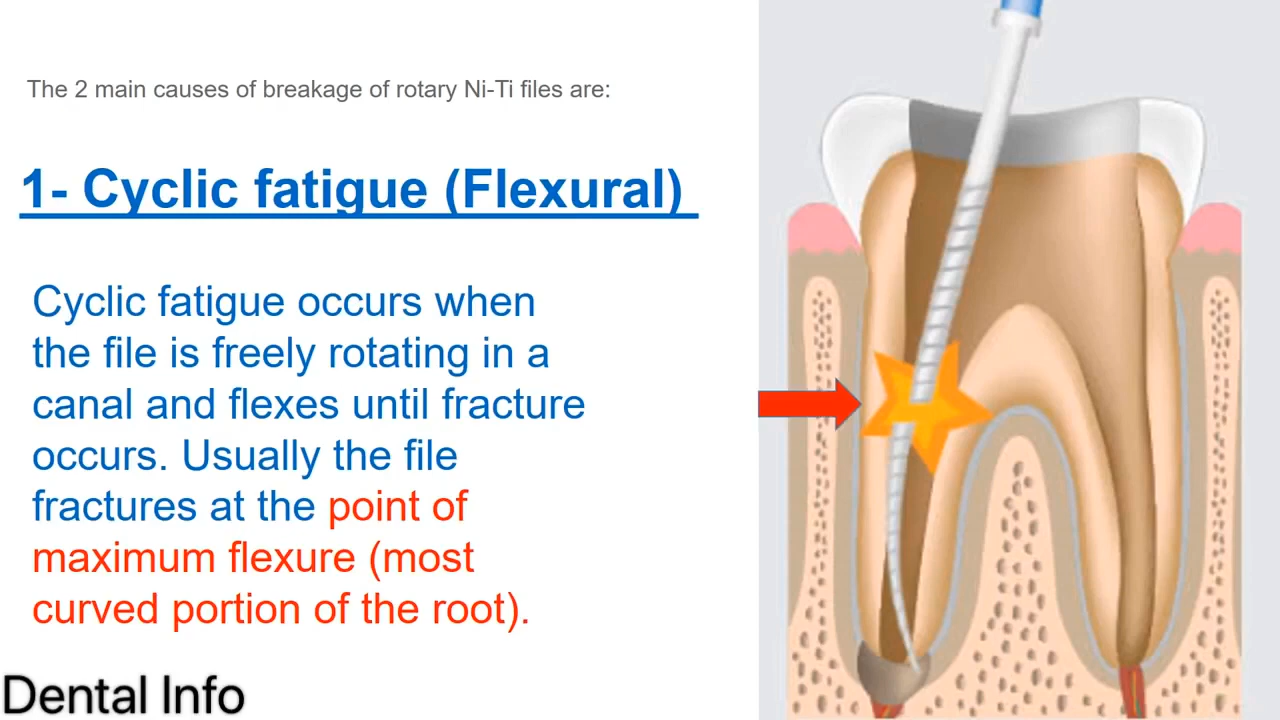 The 2 main causes of breakage of rotary Ni-Ti files are:
1- Cyclic fatigue (Flexural)
Cyclic fatigue occurs when
the file is freely rotating in a
canal and flexes until fracture
occurs. Usually the file
fractures at the point of
maximum flexure (most
curved portion of the root).
Dental Info